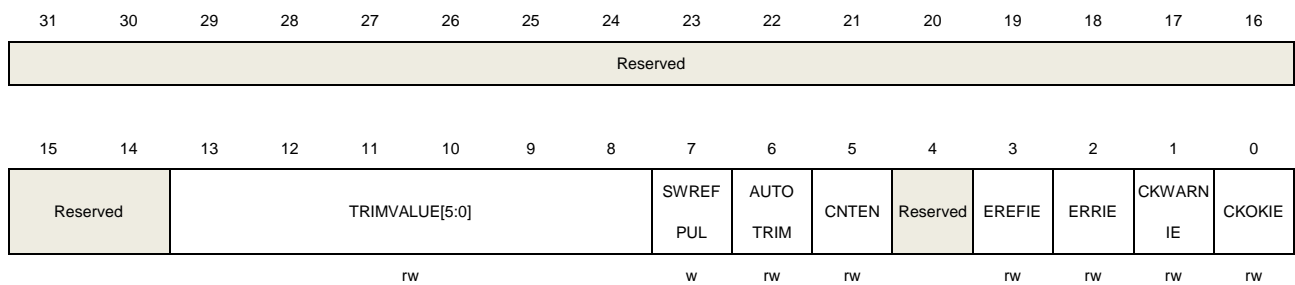 31 30 29 28 27 26 25 24 23 22 21 20 19 18 17 16
Reserved
15 14 13 12 11 10 9 8 7 6 5 4 3 2 1 0
Reserved TRIMVALUE[5:0] SWREF PUL AUTO TRIM CNTEN Reserved EREFIE ERRIE CKWARN IE CKOKIE
rw w rw rw rw rw rw rw